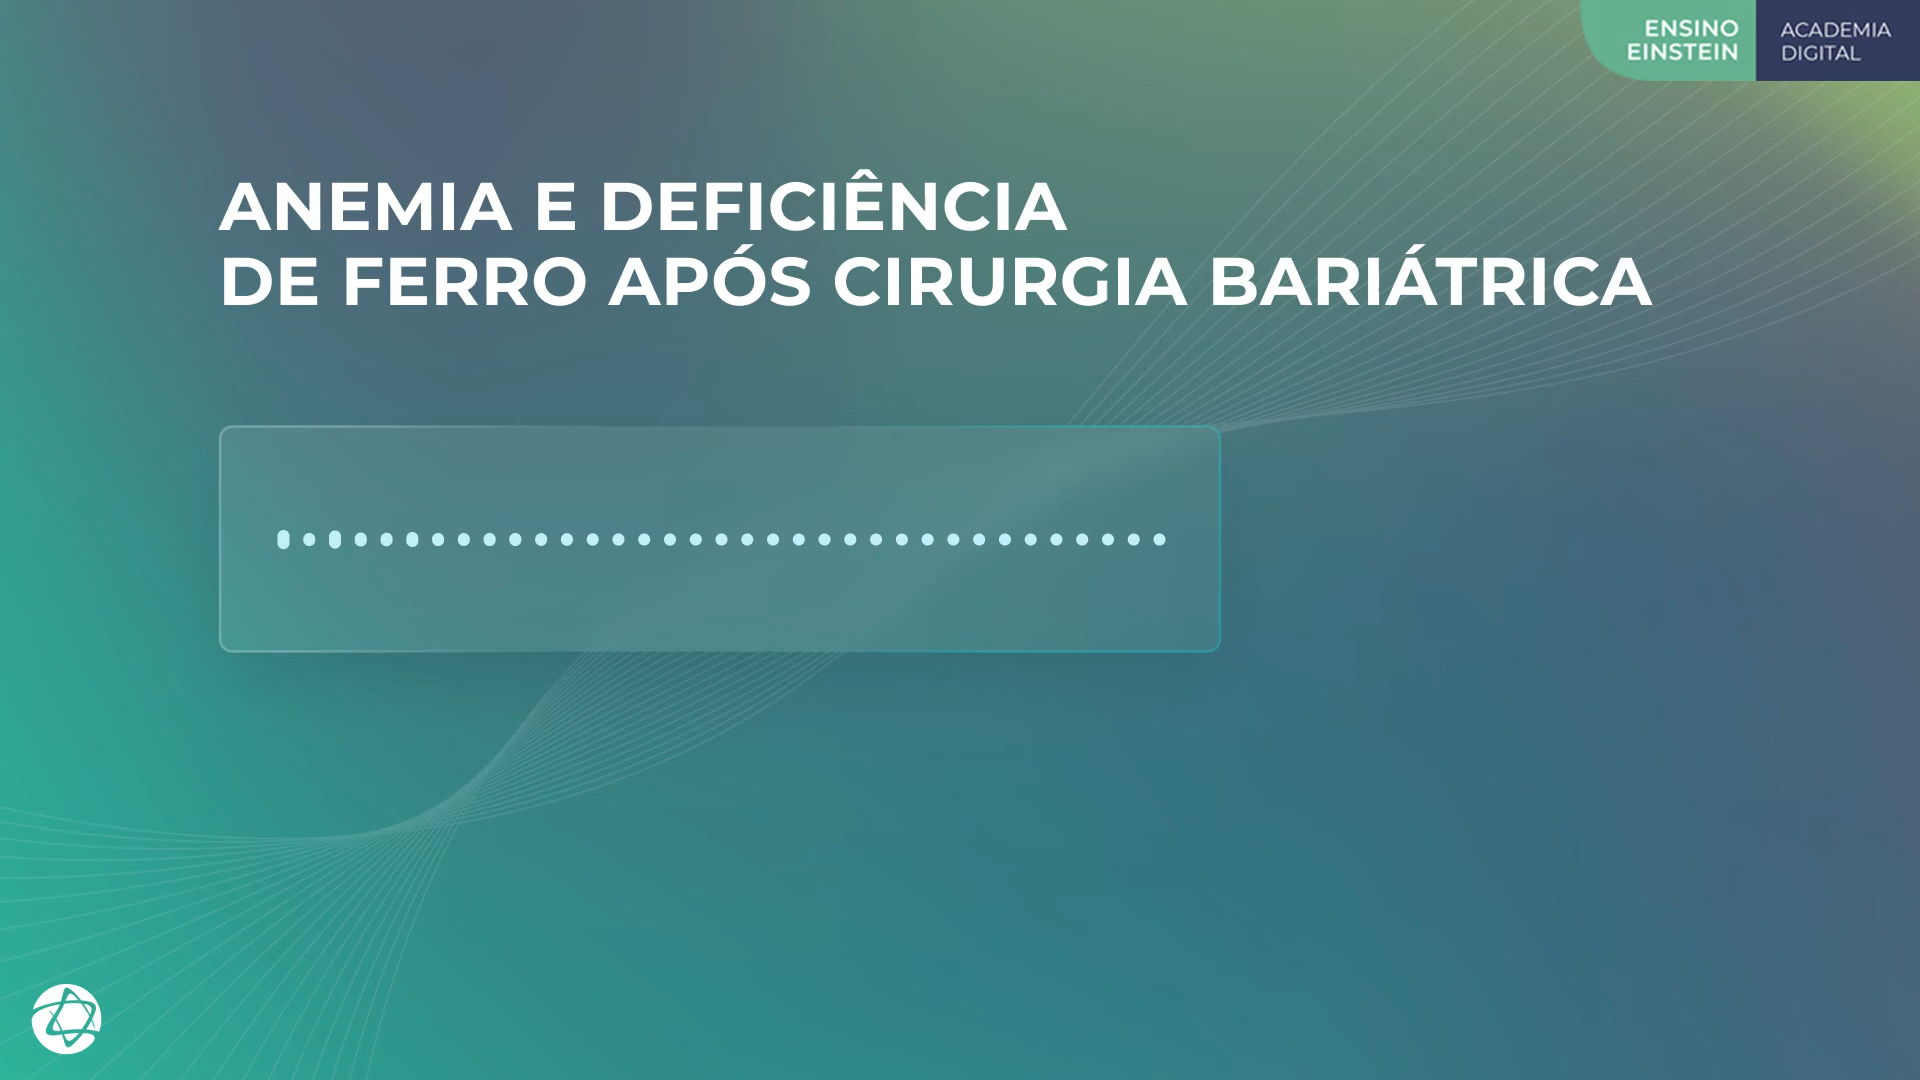 ENSINO
EINSTEIN
ACADEMIA
DIGITAL
ANEMIA E DEFICIÊNCIA
DE FERRO APÓS CIRURGIA BARIÁTRICA